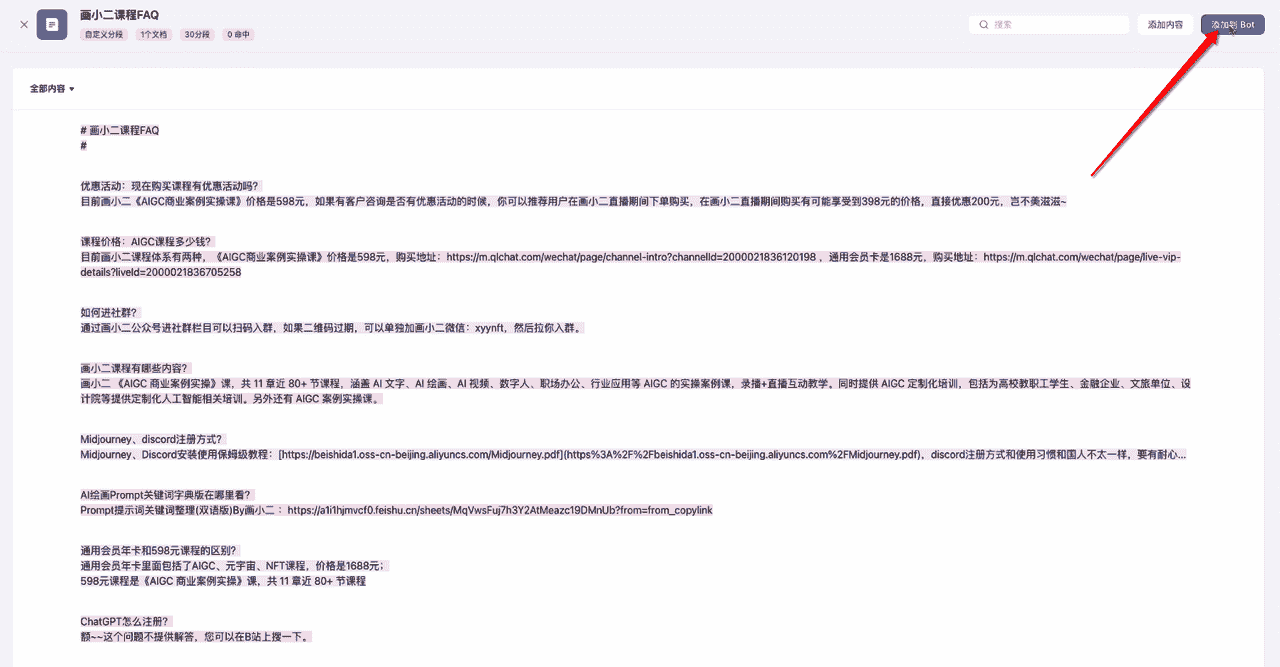 画小二课程FAQ
自定义分段 1个文档 30分段 0 命中
搜索
添加内容
添加到 Bot
全部内容
# 画小二课程FAQ
#
优惠活动：现在购买课程有优惠活动吗？
目前画小二《AIGC商业案例实操课》价格是598元，如果有客户咨询是否有优惠活动的时候，你可以推荐用户在画小二直播期间下单购买，在画小二直播期间购买有可能享受到398元的价格，直接优惠200元，岂不美滋滋~
课程价格：AIGC课程多少钱？
目前画小二课程体系有两种，《AIGC商业案例实操课》价格是598元，购买地址：https://m.qlchat.com/wechat/page/channel-intro?channelId=2000021836120198 ，通用会员卡是1688元，购买地址：https://m.qlchat.com/wechat/page/live-vip-
details?liveId=2000021836705258
如何进社群？
通过画小二公众号进社群栏目可以扫码入群，如果二维码过期，可以单独加画小二微信：xyynft，然后拉你入群。
画小二课程有哪些内容？
画小二 《AIGC 商业案例实操》课，共 11 章近 80+ 节课程，涵盖 AI 文字、AI 绘画、AI 视频、数字人、职场办公、行业应用等 AIGC 的实操案例课，录播+直播互动教学。同时提供 AIGC 定制化培训，包括为高校教职工学生、金融企业、文旅单位、设
计院等提供定制化人工智能相关培训。另外还有 AIGC 案例实操课。
Midjourney、discord注册方式？
Midjourney、Discord安装使用保姆级教程：[https://beishida1.oss-cn-beijing.aliyuncs.com/Midjourney.pdf](https%3A%2F%2Fbeishida1.oss-cn-beijing.aliyuncs.com%2FMidjourney.pdf)，discord注册方式和使用习惯和国人不太一样，要有耐心...
AI绘画Prompt关键词字典版在哪里看？
Prompt提示词关键词整理(双语版)By画小二 ：https://a1i1hjmvcf0.feishu.cn/sheets/MqVwsFuj7h3Y2AtMeazc19DMnUb?from=from_copylink
通用会员年卡和598元课程的区别？
通用会员年卡里面包括了AIGC、元宇宙、NFT课程，价格是1688元；
598元课程是《AIGC 商业案例实操》课，共 11 章近 80+ 节课程
ChatGPT怎么注册？
额~~这个问题不提供解答，您可以在B站上搜一下。